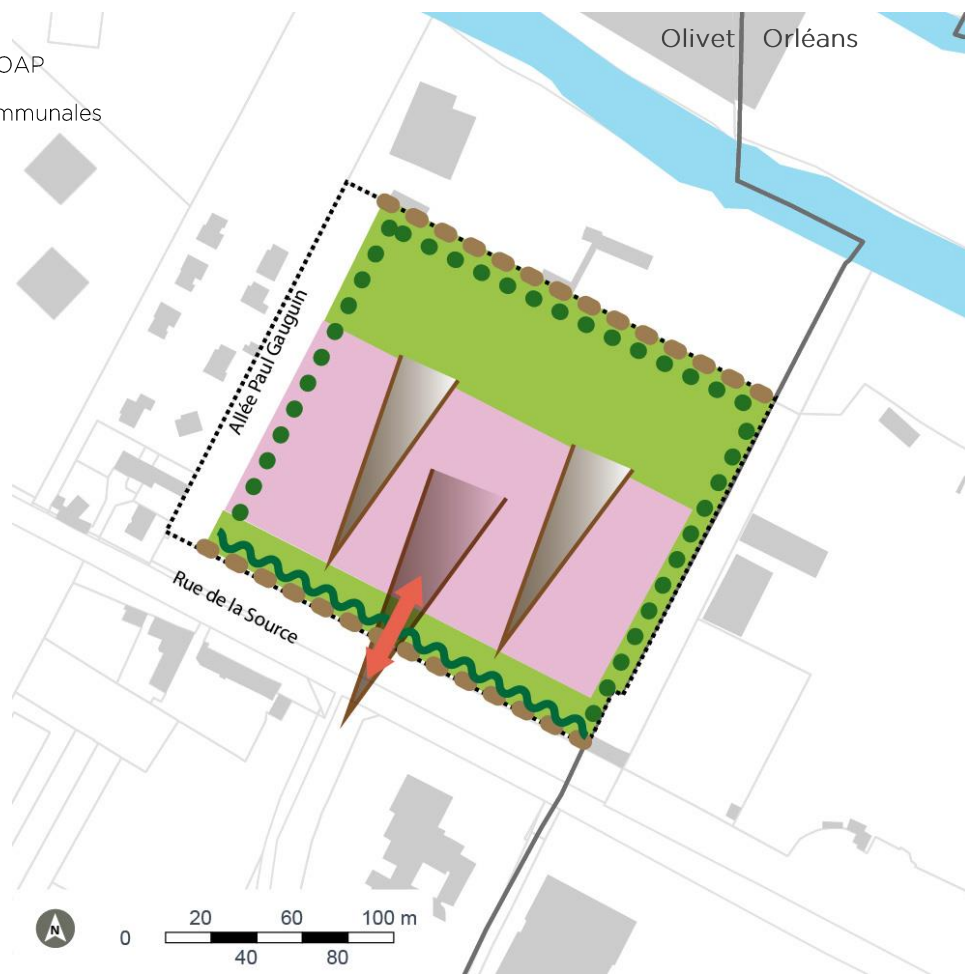 Olivet Orléans
OAP
mmunales
Allée Paul Gauguin
Rue de la Source
N
0 20 60 100 m
40 80